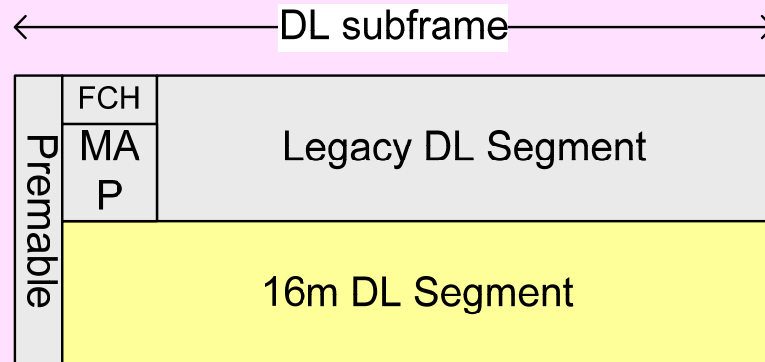 DL subframe
Premable
FCH
MA
P
Legacy DL Segment
16m DL Segment